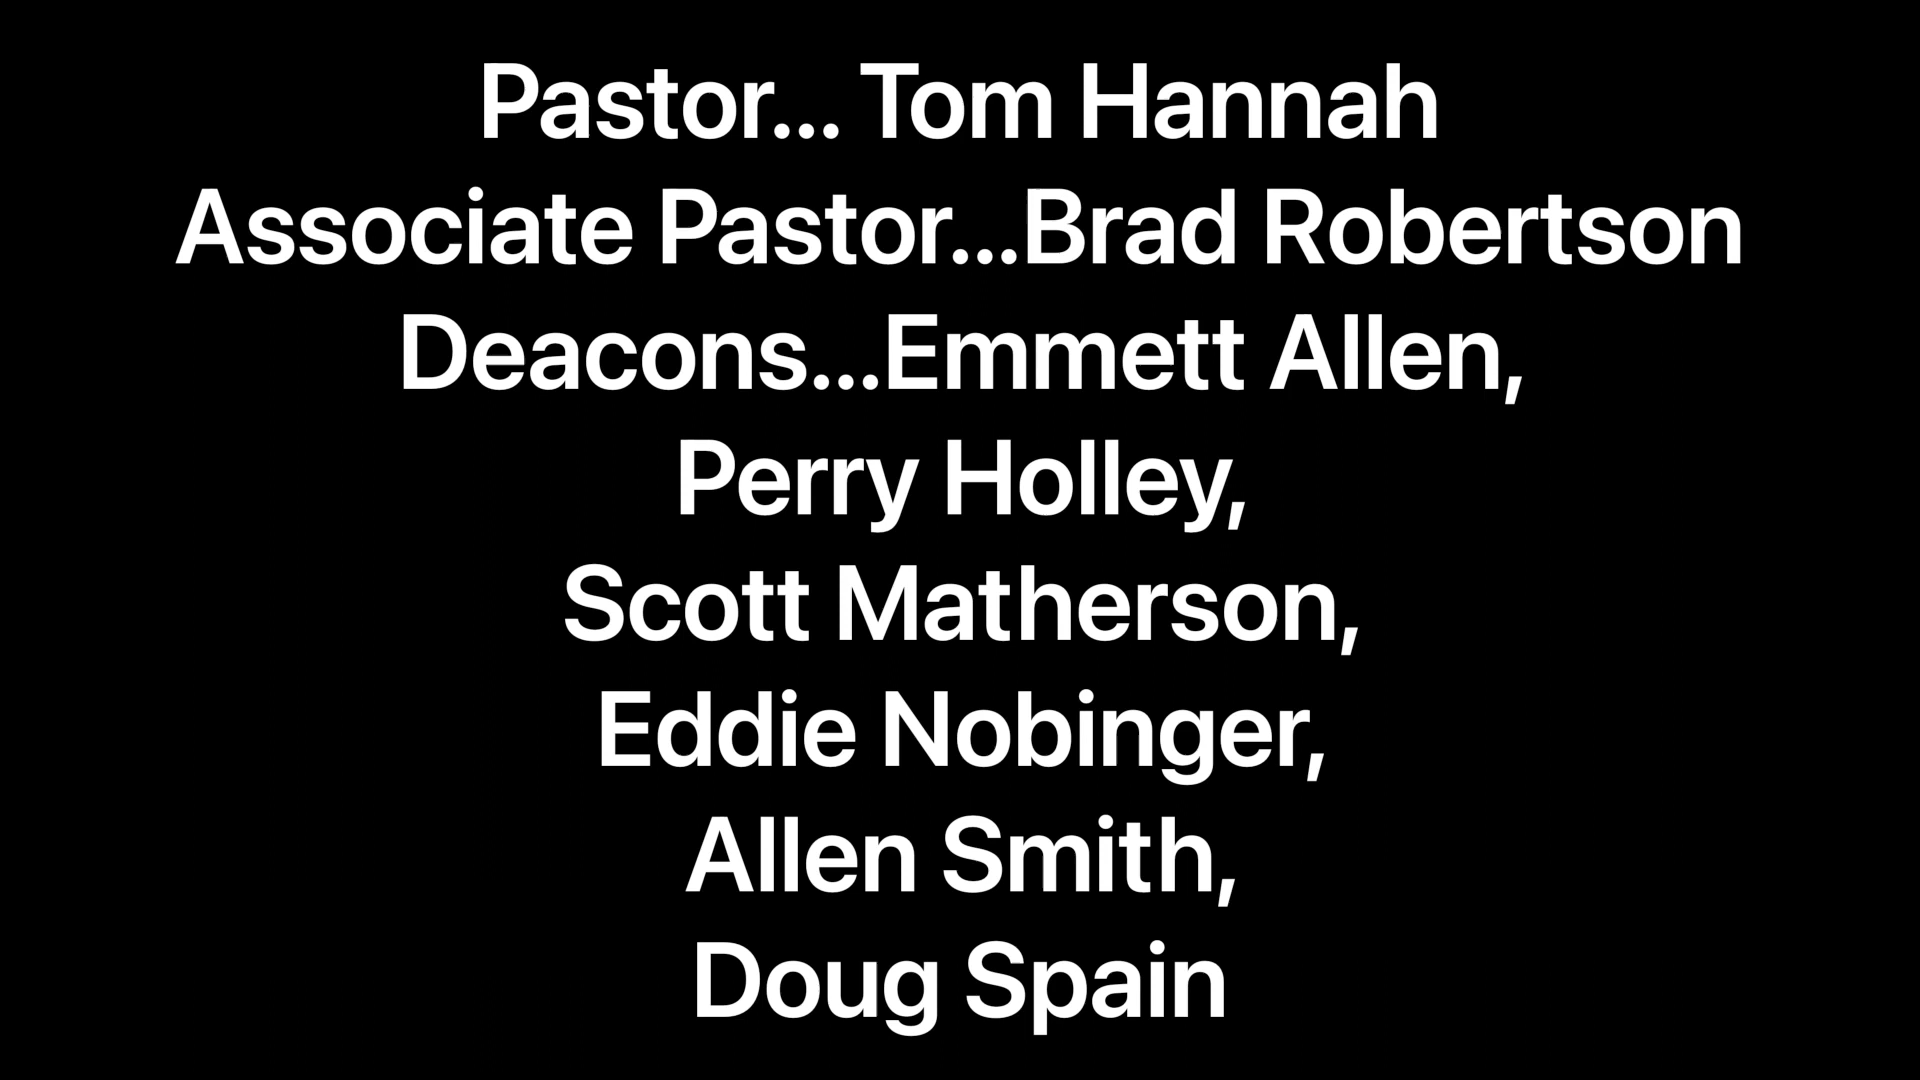 Pastor... Tom Hannah
Associate Pastor...Brad Robertson
Deacons...Emmett Allen,
Perry Holley,
Scott Matherson,
Eddie Nobinger,
Allen Smith,
Doug Spain